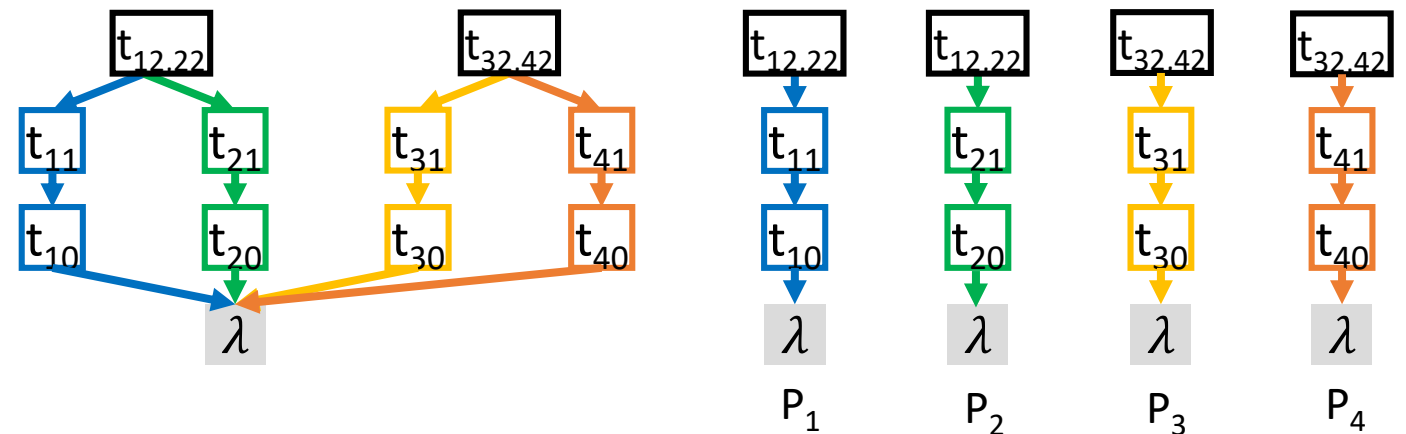 t12,22 t32,42 t12,22 t12,22 t32,42 t32,42
t11 t21 t31 t41 t11 t21 t31 t41
t10 t20 t30 t40 t10 t20 t30 t40
λ λ λ λ λ
P1 P2 P3 P4